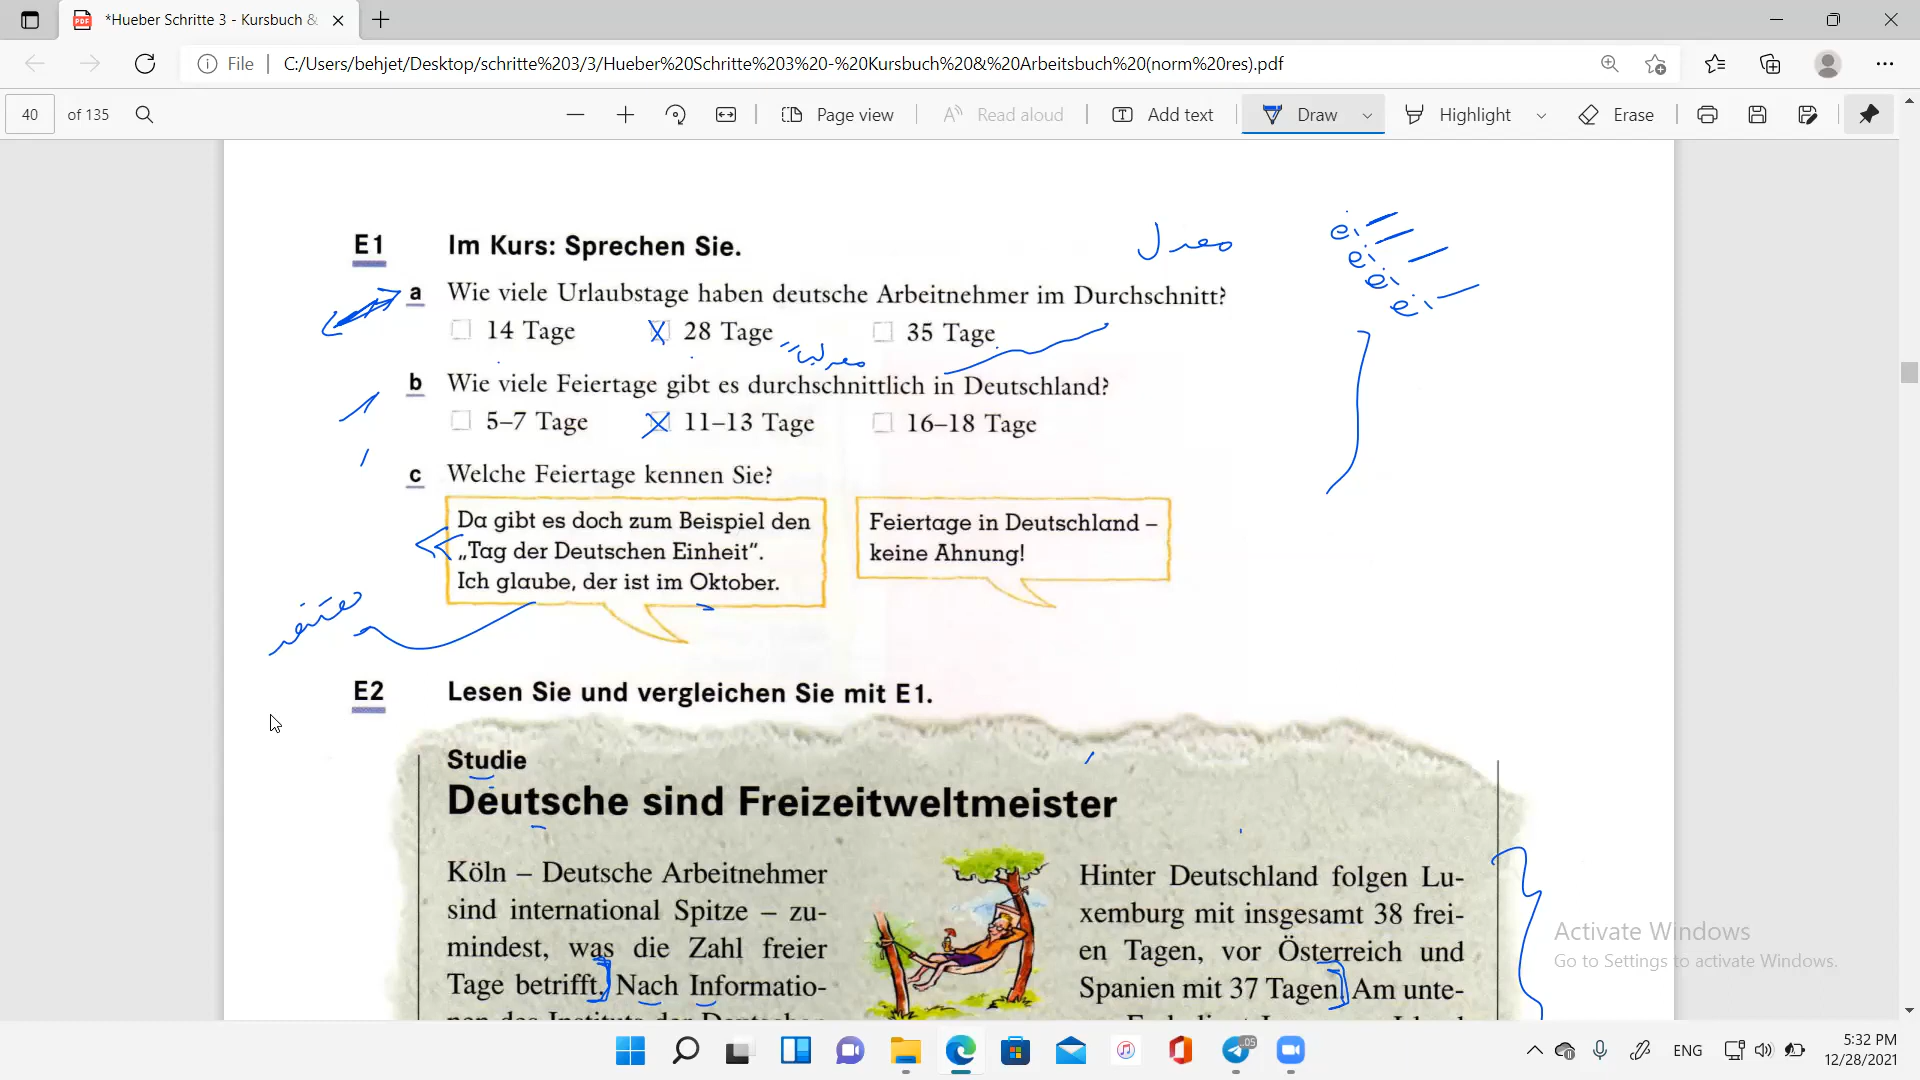 *Hueber Schritte 3 - Kursbuch &
File C:/Users/behjet/Desktop/schritte%203/3/Hueber%20Schritte%203%20-%20Kursbuch%20&%20Arbeitsbuch%20(norm%20res).pdf
40 of 135 Page view Read aloud Add text Draw Highlight Erase
E1 Im Kurs: Sprechen Sie.
a Wie viele Urlaubstage haben deutsche Arbeitnehmer im Durchschnitt?
14 Tage 28 Tage 35 Tage
b Wie viele Feiertage gibt es durchschnittlich in Deutschland?
5–7 Tage 11–13 Tage 16–18 Tage
c Welche Feiertage kennen Sie?
Da gibt es doch zum Beispiel den
„Tag der Deutschen Einheit“.
Ich glaube, der ist im Oktober.
Feiertage in Deutschland –
keine Ahnung!
E2 Lesen Sie und vergleichen Sie mit E1.
Studie
Deutsche sind Freizeitweltmeister
Köln – Deutsche Arbeitnehmer
sind international Spitze – zu-
mindest, was die Zahl freier
Tage betrifft. Nach Informatio-
nen des Instituts der Deutschen
Hinter Deutschland folgen Lu-
xemburg mit insgesamt 38 frei-
en Tagen, vor Österreich und
Spanien mit 37 Tagen. Am unte-
Activate Windows
Go to Settings to activate Windows.
ENG
5:32 PM
12/28/2021